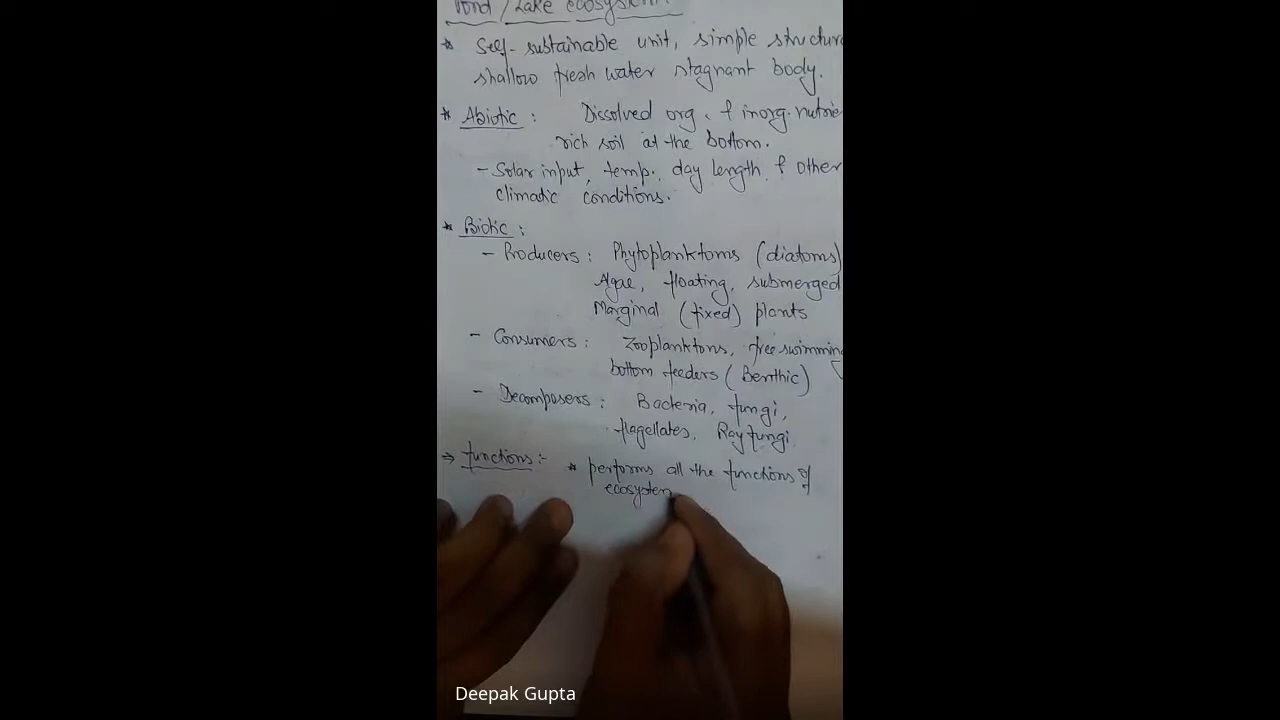 Pond / Lake ecosystem:
* Self-sustainable unit, simple structur
shallow fresh water stagnant body.
* Abiotic : Dissolved org. & inorg. nutrie
rich soil at the bottom.
- Solar input, temp., day length & other
climatic conditions.
* Biotic :
- Producers : Phytoplanktoms (diatoms)
Algae, floating, submerged
Marginal (fixed) plants
- Consumers : Zooplanktons, free swimming
bottom feeders (Benthic)
- Decomposers : Bacteria, fungi,
flagellates, Ray fungi
→ functions :- * performs all the functions of
ecosystem
Deepak Gupta